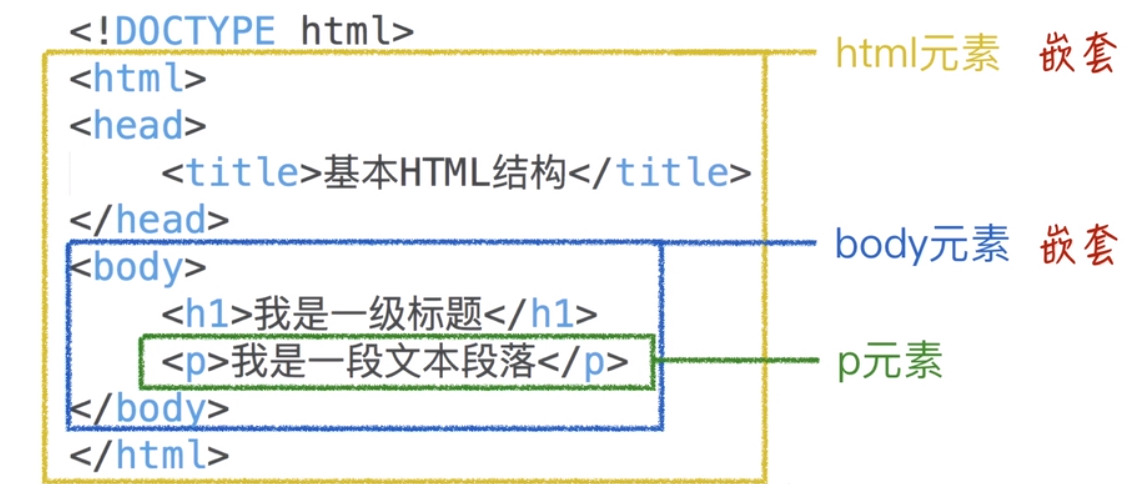 <!DOCTYPE html>
html元素 嵌套
<html>
<head>
<title>基本HTML结构</title>
</head>
body元素 嵌套
<body>
<h1>我是一级标题</h1>
<p>我是一段文本段落</p>
p元素
</body>
</html>